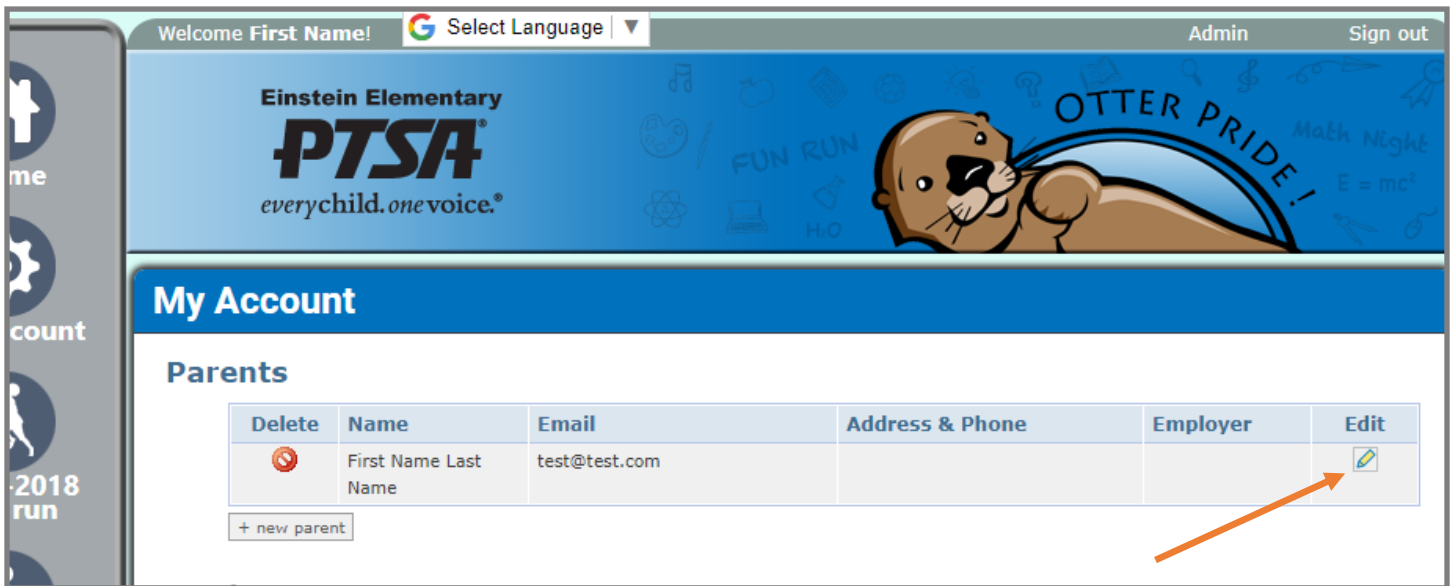 Welcome First Name!
Select Language ▼
Admin
Sign out
Einstein Elementary
PTSA®
everychild.onevoice.®
FUN RUN
H₂O
OTTER PRIDE!
Math Night
E = mc²
me
count
-2018
run
My Account
Parents
Delete Name Email Address & Phone Employer Edit
First Name Last test@test.com
Name
+ new parent